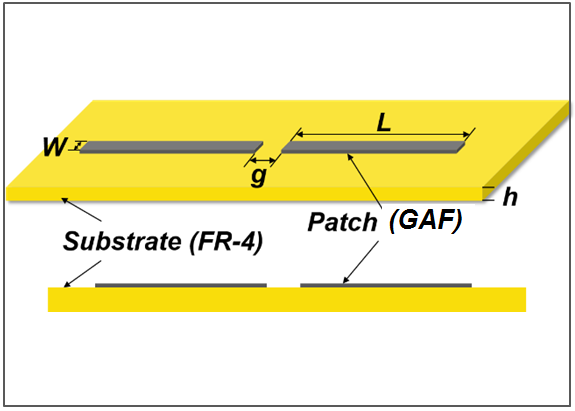 W
L
g
h
Patch (GAF)
Substrate (FR-4)